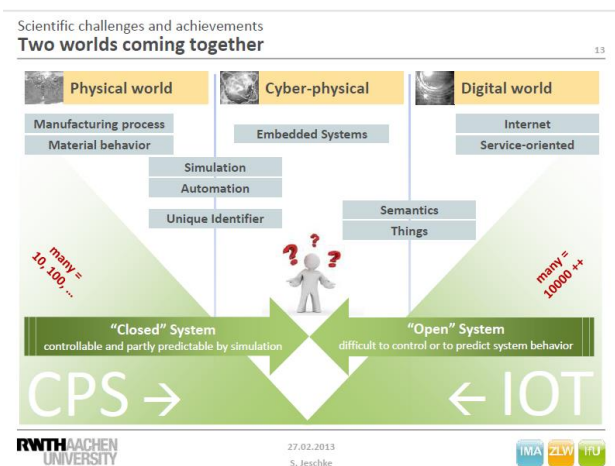 Scientific challenges and achievements
Two worlds coming together
13
Physical world
Cyber-physical
Digital world
Manufacturing process
Material behavior
Embedded Systems
Internet
Service-oriented
Simulation
Automation
Unique Identifier
Semantics
Things
many =
10, 100, ...
? ? ?
many =
10000 ++
"Closed" System
controllable and partly predictable by simulation
"Open" System
difficult to control or to predict system behavior
CPS →
← IOT
RWTH AACHEN
UNIVERSITY
27.02.2013
S. Jeschke
IMA ZLW IfU